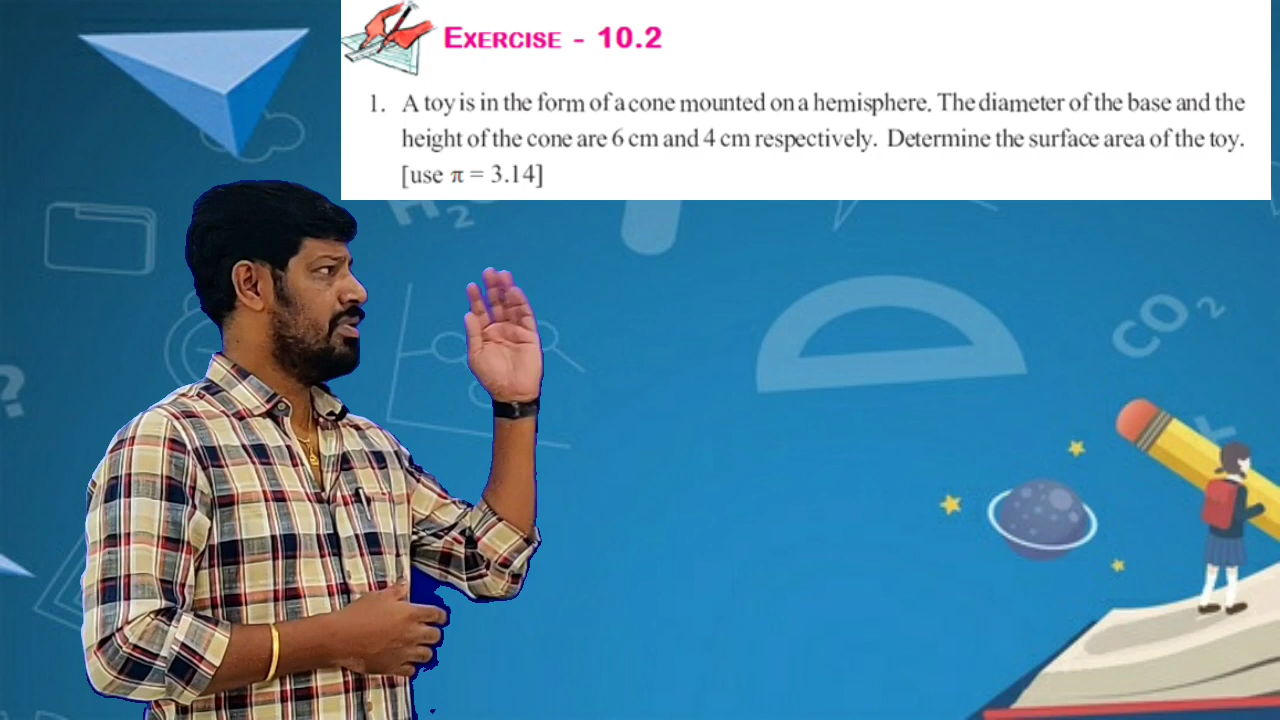 EXERCISE - 10.2
1. A toy is in the form of a cone mounted on a hemisphere. The diameter of the base and the
height of the cone are 6 cm and 4 cm respectively. Determine the surface area of the toy.
[use π = 3.14]
H₂
CO₂
?